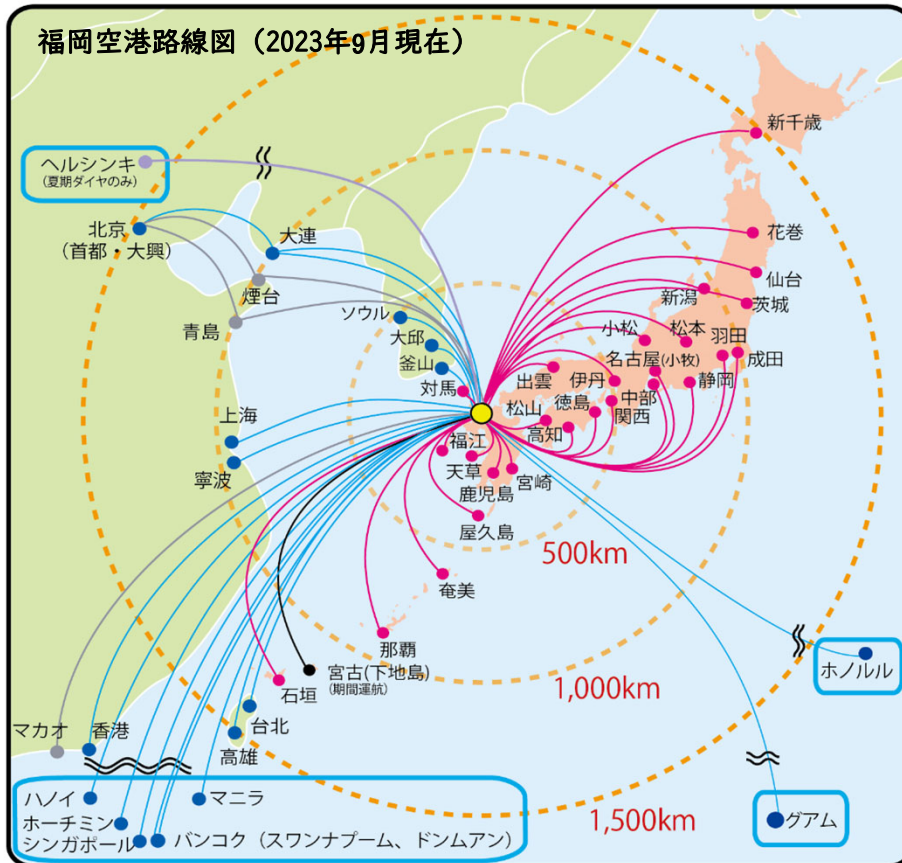 福岡空港路線図（2023年9月現在）
新千歳
ヘルシンキ
(夏期ダイヤのみ)
北京
（首都・大興）
大連
花巻
煙台
仙台
新潟
茨城
青島
ソウル
小松
松本
羽田
大邱
名古屋(小牧)
成田
釜山
出雲
伊丹
静岡
対馬
中部
松山
徳島
関西
上海
福江
高知
寧波
天草
宮崎
鹿児島
屋久島
500km
奄美
那覇
宮古(下地島)
(期間運航)
石垣
1,000km
ホノルル
台北
マカオ
香港
高雄
ハノイ
マニラ
ホーチミン
シンガポール
バンコク（スワンナプーム、ドンムアン）
1,500km
グアム